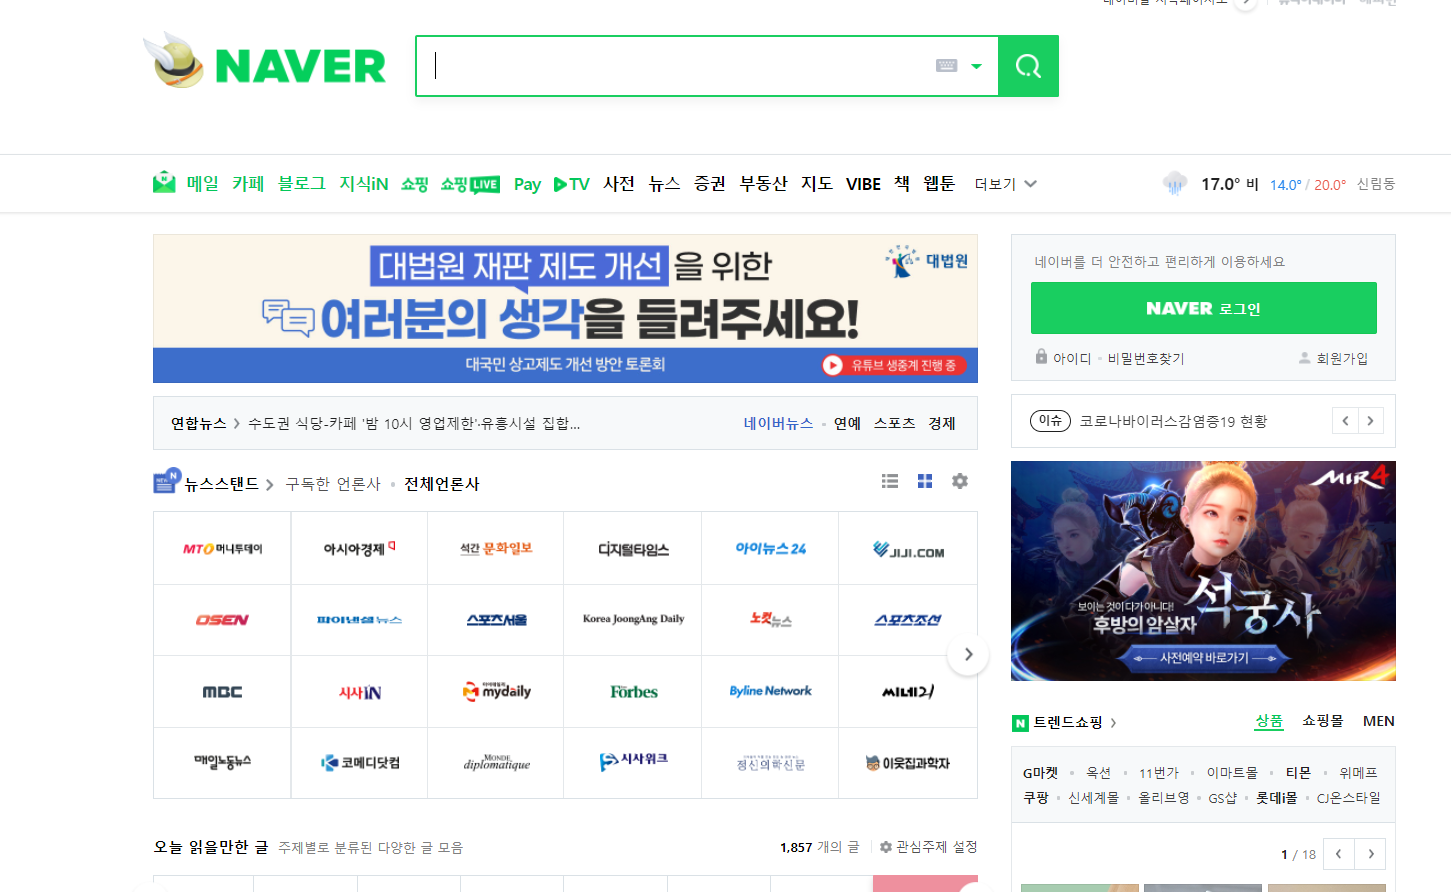 NAVER
메일 카페 블로그 지식iN 쇼핑 쇼핑LIVE Pay TV 사전 뉴스 증권 부동산 지도 VIBE 책 웹툰 더보기
17.0° 비 14.0° / 20.0° 신림동
대법원 재판 제도 개선 을 위한
대법원
여러분의 생각을 들려주세요!
대국민 상고제도 개선 방안 토론회
유튜브 생중계 진행 중
네이버를 더 안전하고 편리하게 이용하세요
NAVER 로그인
아이디 비밀번호찾기 회원가입
연합뉴스 수도권 식당·카페 '밤 10시 영업제한'·유흥시설 집합...
네이버뉴스 연예 스포츠 경제
이슈 코로나바이러스감염증19 현황
뉴스스탠드 구독한 언론사 전체언론사
MTO 머니투데이 아시아경제 석간 문화일보 디지털타임스 아이뉴스24 JIJI.COM
OSEN 파이낸셜뉴스 스포츠서울 Korea JoongAng Daily 노컷뉴스 스포츠조선
MBC 시사IN mydaily Forbes Byline Network 씨네21
매일노동뉴스 코메디닷컴 LE MONDE diplomatique 시사위크 정신의학신문 이웃집과학자
MIR4
보이는 것이 다가 아니다!
후방의 암살자
석궁사
사전예약 바로가기
트렌드쇼핑 상품 쇼핑몰 MEN
G마켓 옥션 11번가 이마트몰 티몬 위메프
쿠팡 신세계몰 올리브영 GS샵 롯데i몰 CJ온스타일
1 / 18
오늘 읽을만한 글 주제별로 분류된 다양한 글 모음
1,857 개의 글 관심주제 설정